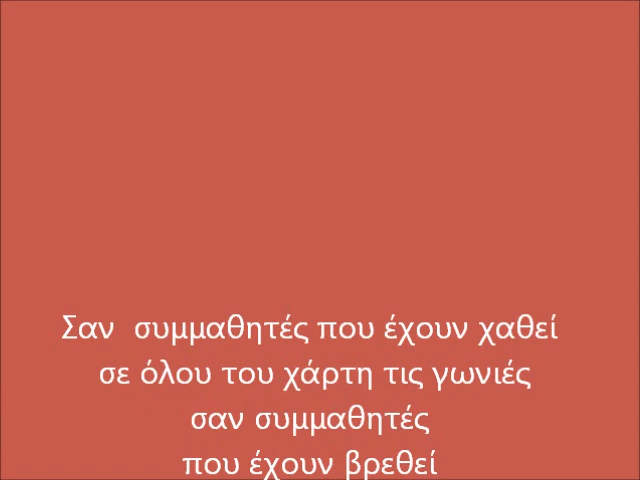 Σαν συμμαθητές που έχουν χαθεί
σε όλου του χάρτη τις γωνιές
σαν συμμαθητές
που έχουν βρεθεί